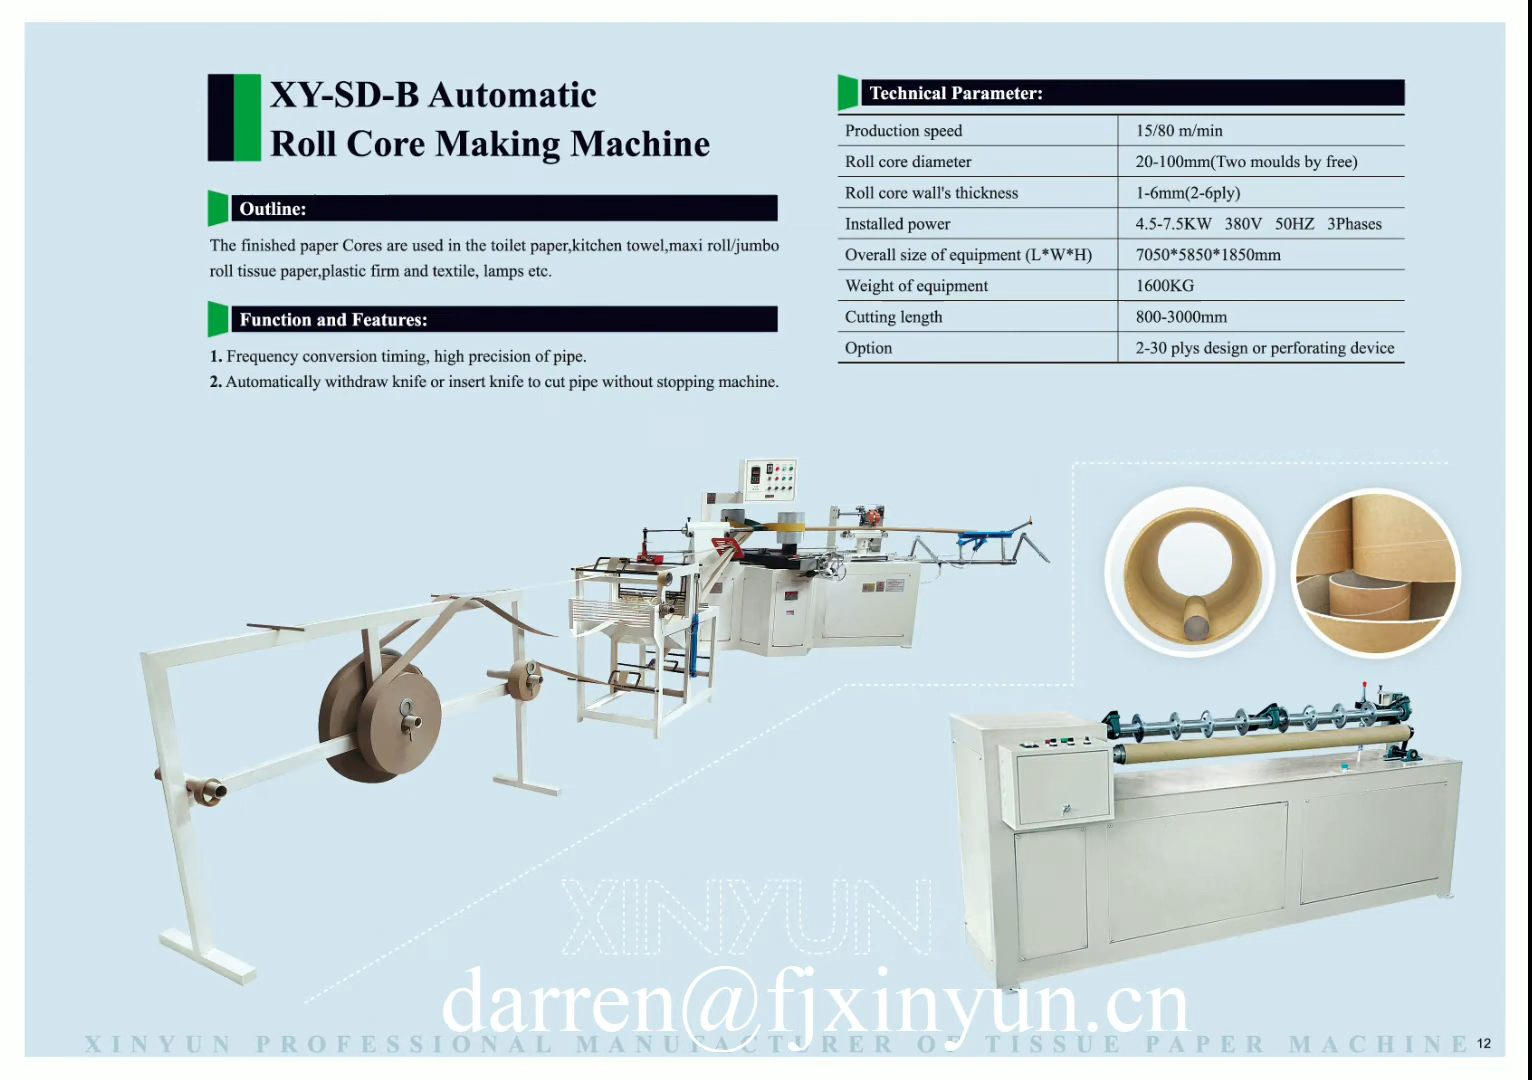 XY-SD-B Automatic
Roll Core Making Machine
Outline:
The finished paper Cores are used in the toilet paper,kitchen towel,maxi roll/jumbo
roll tissue paper,plastic firm and textile, lamps etc.
Function and Features:
1. Frequency conversion timing, high precision of pipe.
2. Automatically withdraw knife or insert knife to cut pipe without stopping machine.
Technical Parameter:
Production speed 15/80 m/min
Roll core diameter 20-100mm(Two moulds by free)
Roll core wall's thickness 1-6mm(2-6ply)
Installed power 4.5-7.5KW 380V 50HZ 3Phases
Overall size of equipment (L*W*H) 7050*5850*1850mm
Weight of equipment 1600KG
Cutting length 800-3000mm
Option 2-30 plys design or perforating device
XINYUN
darren@fjxinyun.cn
XINYUN PROFESSIONAL MANUFACTURER OF TISSUE PAPER MACHINE 12